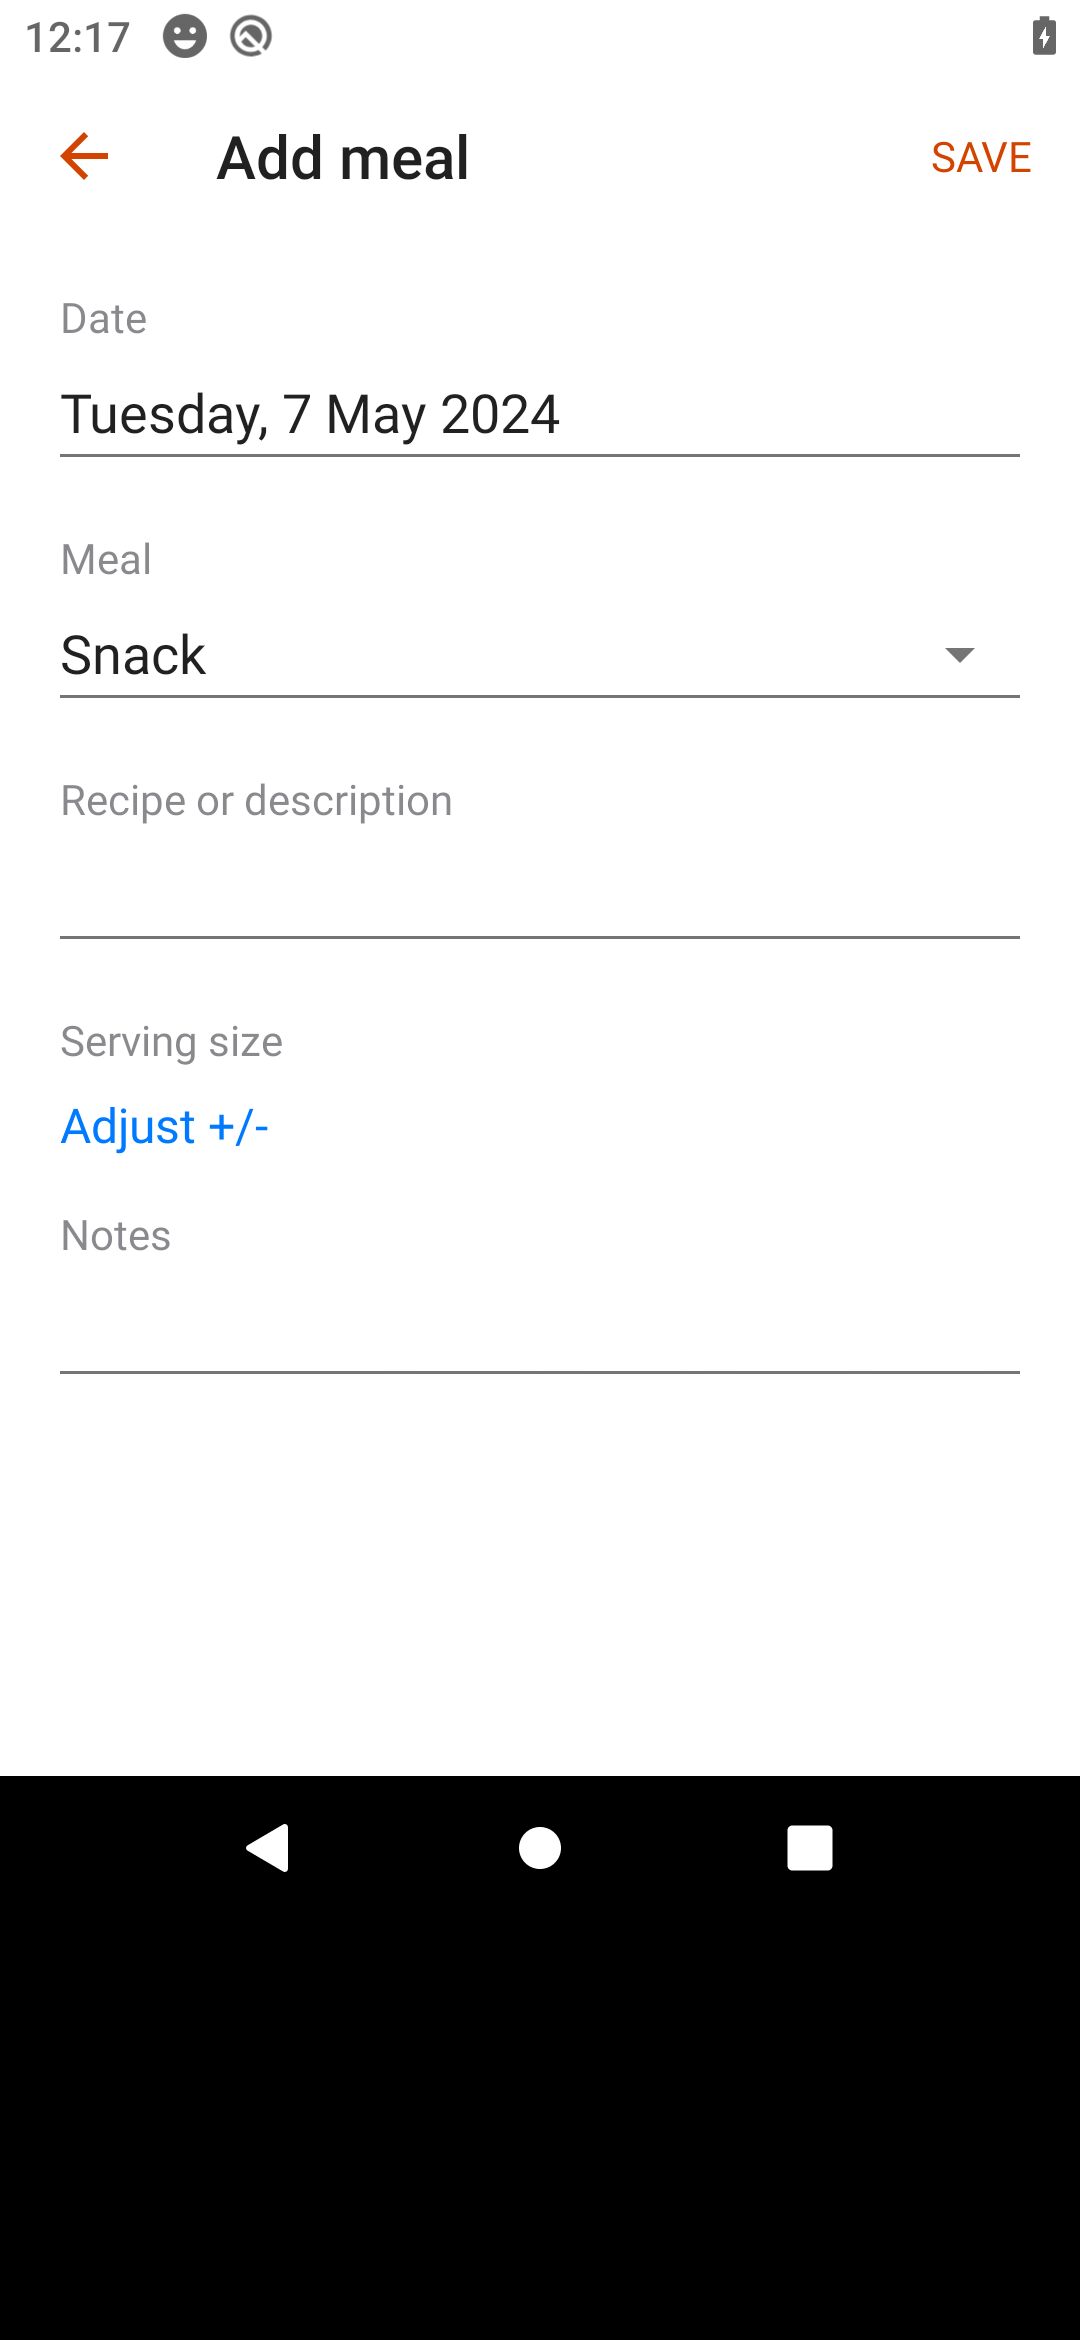 12:17
Add meal
SAVE
Date
Tuesday, 7 May 2024
Meal
Snack
Recipe or description
Serving size
Adjust +/-
Notes